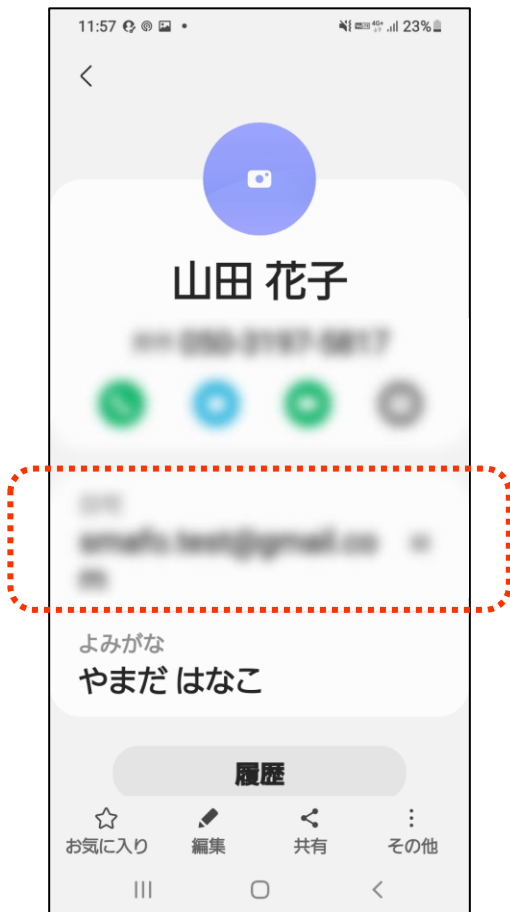 11:57
23%
山田 花子
よみがな
やまだ はなこ
履歴
お気に入り 編集 共有 その他